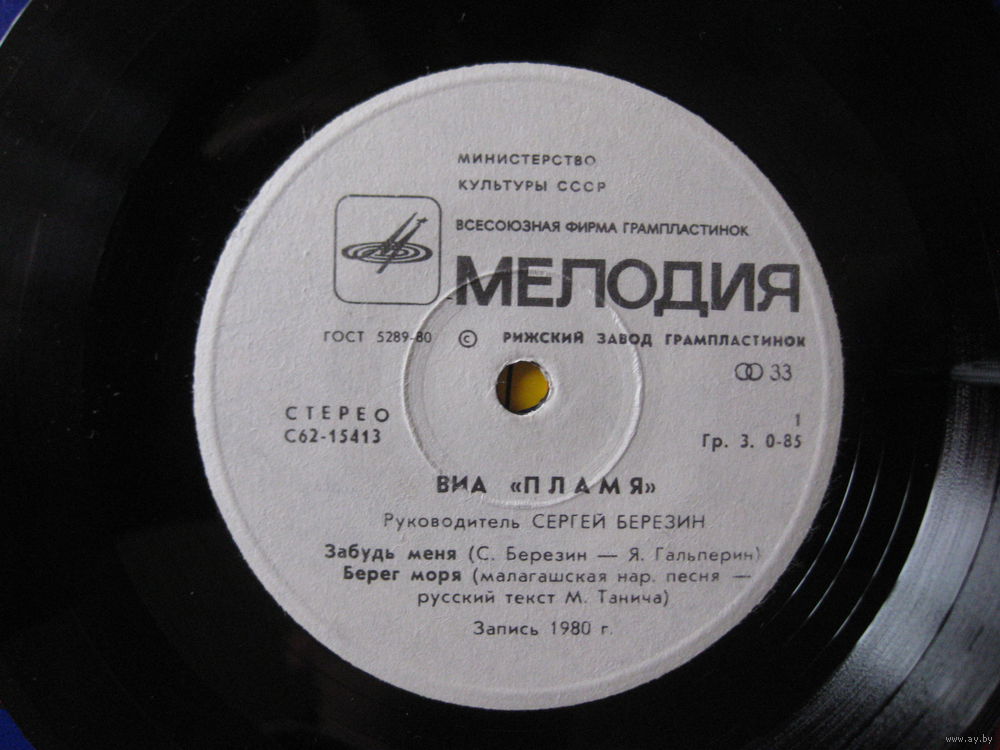 МИНИСТЕРСТВО
КУЛЬТУРЫ СССР
ВСЕСОЮЗНАЯ ФИРМА ГРАМПЛАСТИНОК
МЕЛОДИЯ
ГОСТ 5289-80 © РИЖСКИЙ ЗАВОД ГРАМПЛАСТИНОК
33
СТЕРЕО 1
С62-15413 Гр. 3. 0-85
ВИА «ПЛАМЯ»
Руководитель СЕРГЕЙ БЕРЕЗИН
Забудь меня (С. Березин — Я. Гальперин)
Берег моря (малагашская нар. песня —
русский текст М. Танича)
Запись 1980 г.
www.ay.by